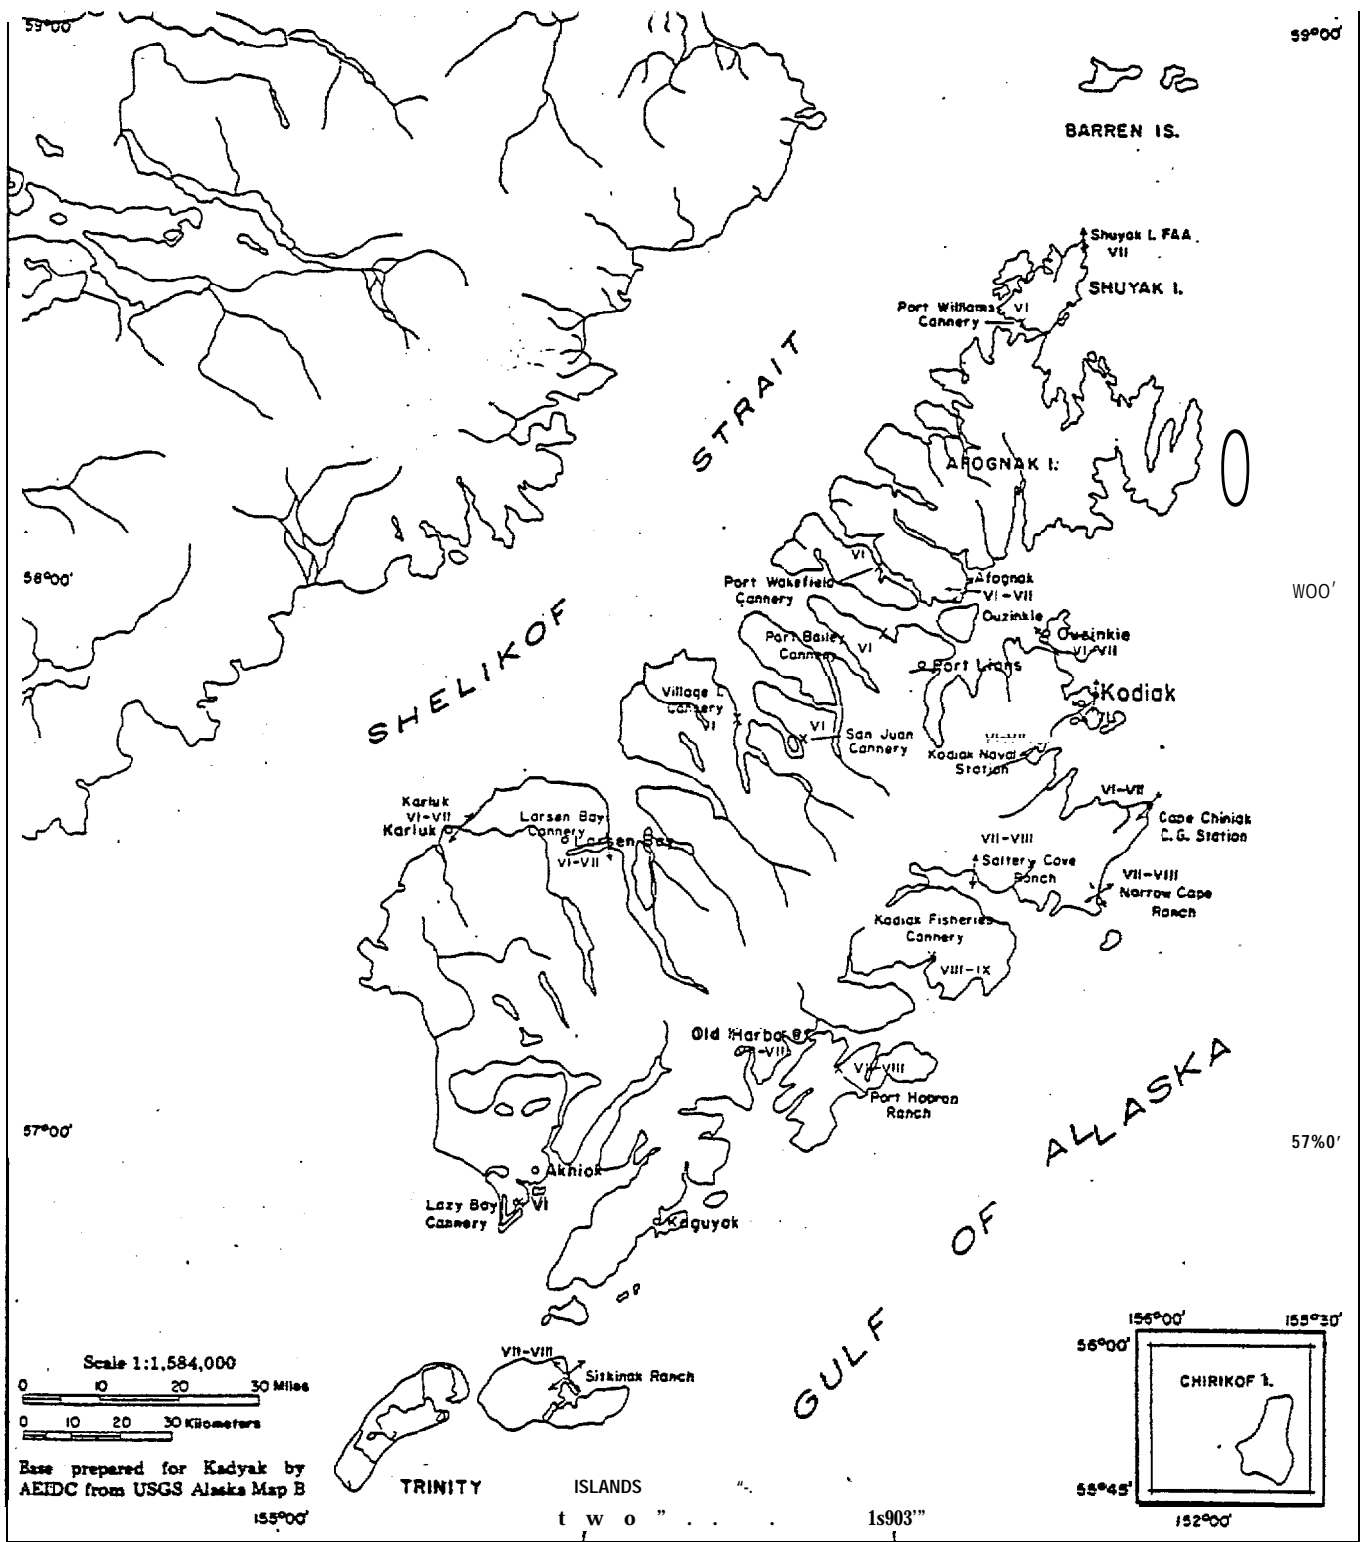 59°00'
59°00'
BARREN IS.
Shuyak I. FAA
VII
SHUYAK I.
Port Williams
Cannery
VI
STRAIT
AFOGNAK I.
58°00'
WOO'
VI
Port Wakefield
Cannery
Afognak
VI-VII
Ouzinkie
Ouzinkie
VI-VII
Port Bailey
Cannery
VI
Port Lions
SHELIKOF
Village I.
Cannery
Kodiak
VI
San Juan
Cannery
VI-VII
Kodiak Naval
Station
VI-VII
Cape Chiniak
C.G. Station
Karluk
VI-VII
Karluk
Larsen Bay
Cannery
Larsen Bay
VI-VII
VII-VIII
Saltery Cove
Ranch
VII-VIII
Narrow Cape
Ranch
Kodiak Fisheries
Cannery
VIII-IX
Old Harbor
VII-VIII
Port Hobron
Ranch
57°00'
57%0'
GULF OF ALLASKA
Akhiok
VI
Lazy Bay
Cannery
Kaguyak
156°00' 155°30'
56°00'
CHIRIKOF I.
55°45'
VII-VIII
Sitkinak Ranch
Scale 1:1,584,000
0 10 20 30 Miles
0 10 20 30 Kilometers
Base prepared for Kadyak by
AEIDC from USGS Alaska Map B
TRINITY ISLANDS "-.
155°00' two".. . 1s903'" 152°00'